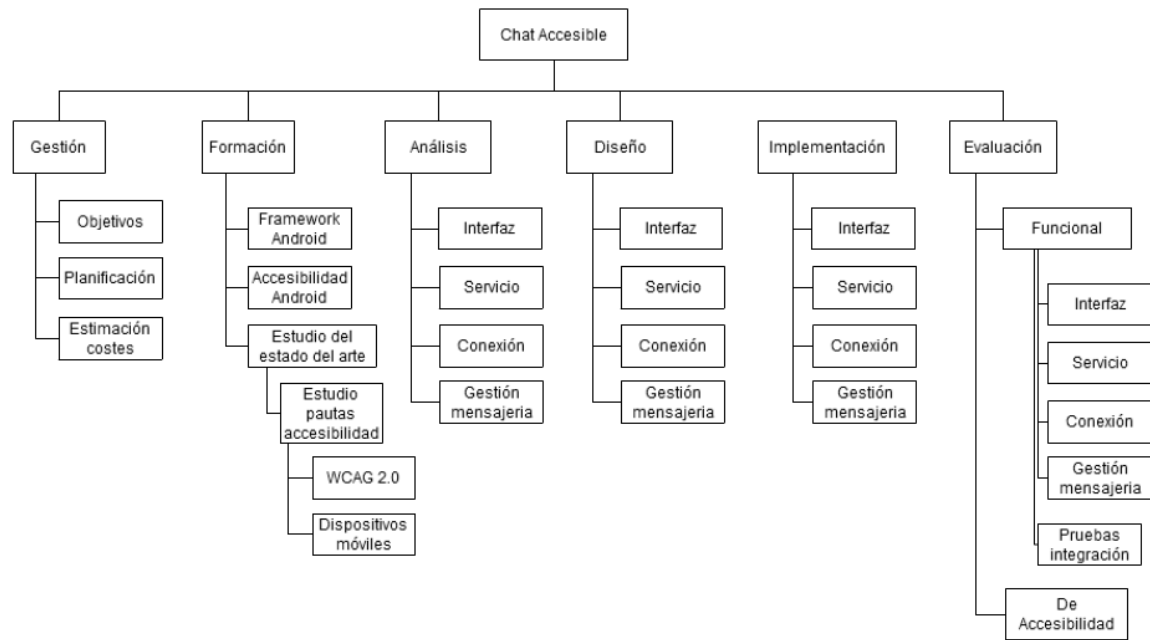 Chat Accesible
Gestión
Formación
Análisis
Diseño
Implementación
Evaluación
Objetivos
Planificación
Estimación
costes
Framework
Android
Accesibilidad
Android
Estudio del
estado del arte
Estudio
pautas
accesibilidad
WCAG 2.0
Dispositivos
móviles
Interfaz
Servicio
Conexión
Gestión
mensajeria
Interfaz
Servicio
Conexión
Gestión
mensajeria
Interfaz
Servicio
Conexión
Gestión
mensajeria
Funcional
Interfaz
Servicio
Conexión
Gestión
mensajeria
Pruebas
integración
De
Accesibilidad